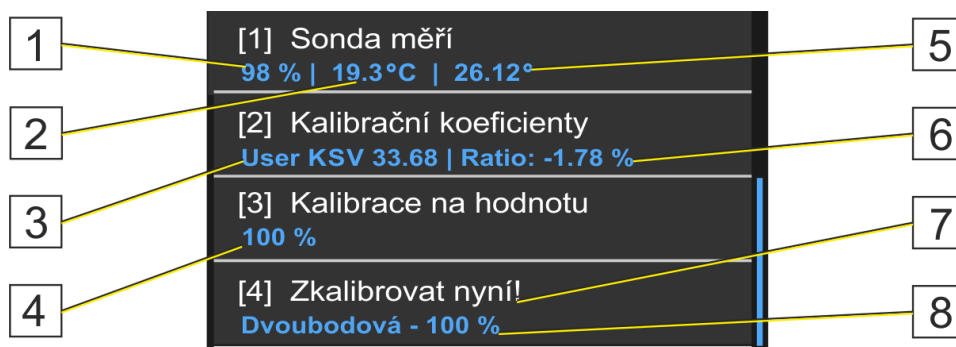 1
[1] Sonda měří
5
98 % | 19.3°C | 26.12°
2
[2] Kalibrační koeficienty
6
User KSV 33.68 | Ratio: -1.78 %
3
[3] Kalibrace na hodnotu
7
100 %
4
[4] Zkalibrovat nyní!
8
Dvoubodová - 100 %